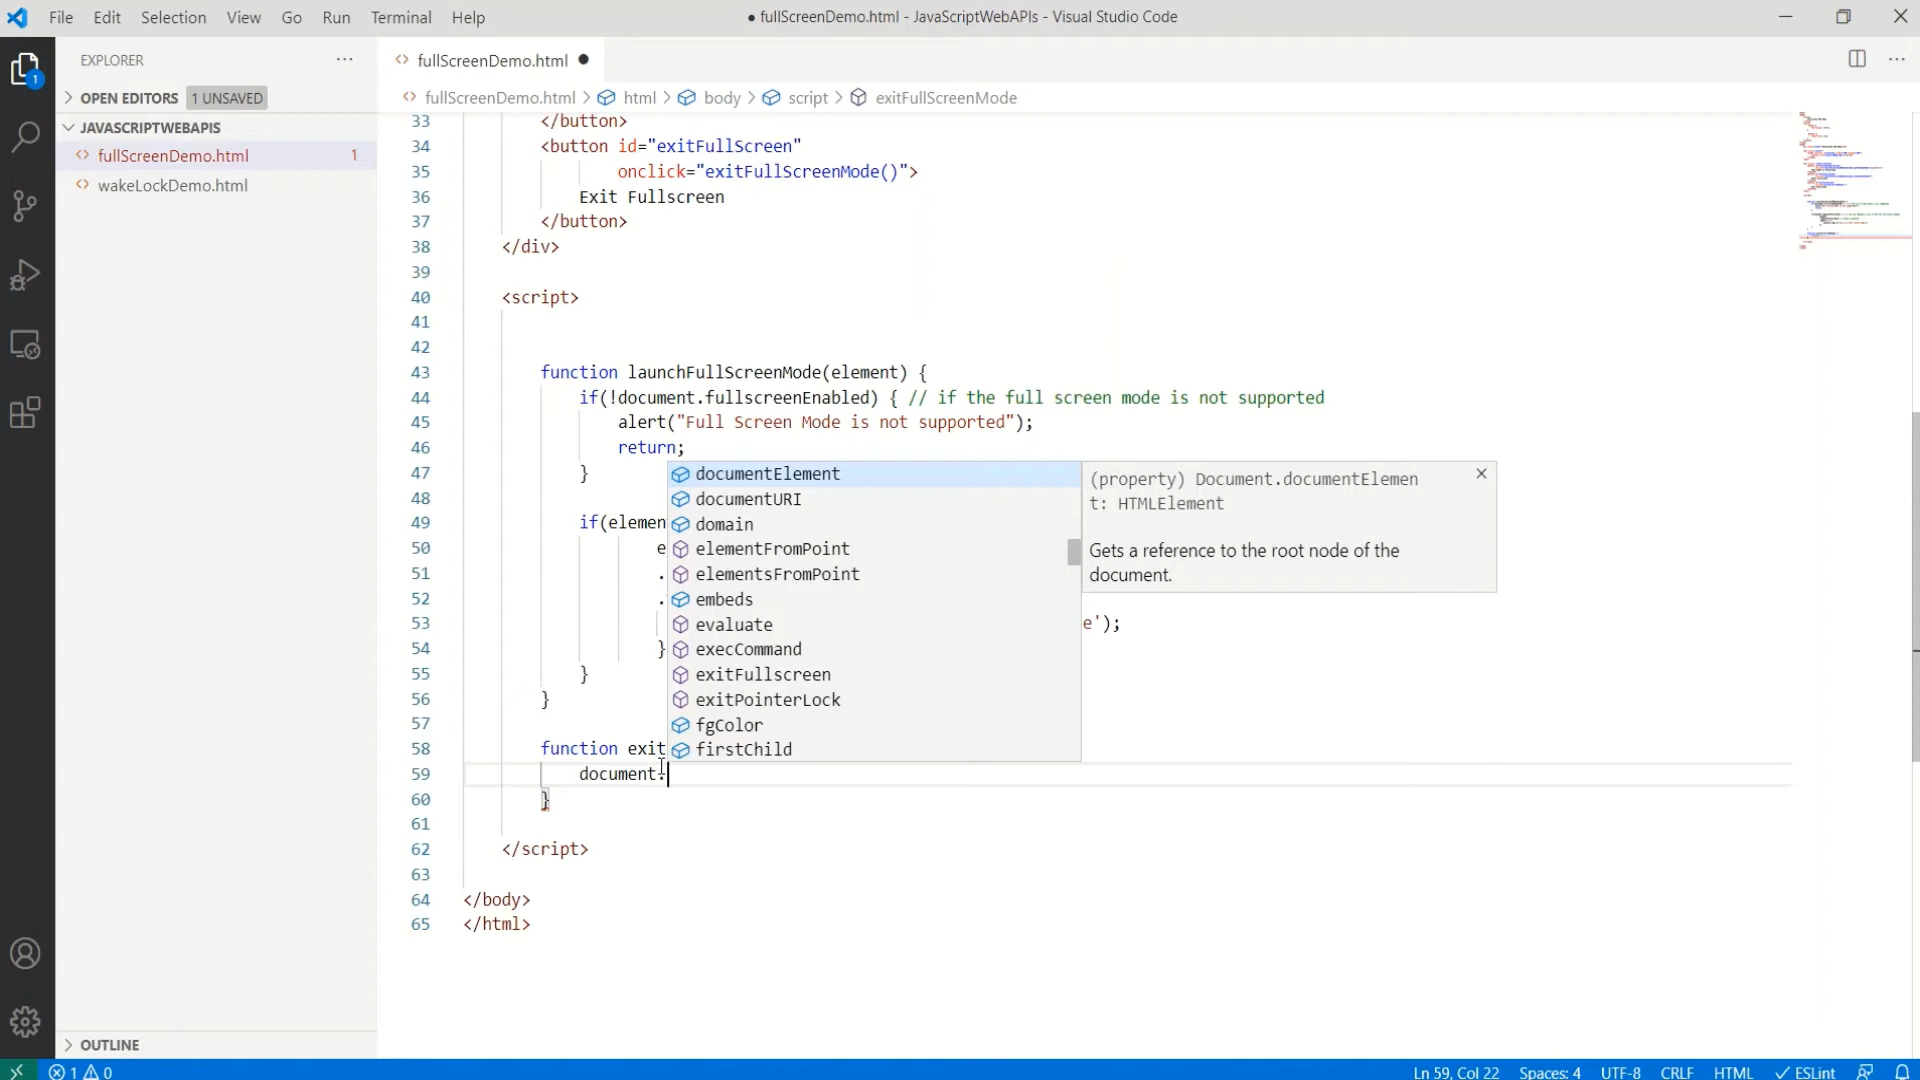 File Edit Selection View Go Run Terminal Help
● fullScreenDemo.html - JavaScriptWebAPIs - Visual Studio Code
EXPLORER
fullScreenDemo.html
1
OPEN EDITORS 1 UNSAVED
fullScreenDemo.html > html > body > script > exitFullScreenMode
JAVASCRIPTWEBAPIS
fullScreenDemo.html 1
wakeLockDemo.html
33 </button>
34 <button id="exitFullScreen"
35 onclick="exitFullScreenMode()">
36 Exit Fullscreen
37 </button>
38 </div>
39
40 <script>
41
42
43 function launchFullScreenMode(element) {
44 if(!document.fullscreenEnabled) { // if the full screen mode is not supported
45 alert("Full Screen Mode is not supported");
46 return;
47 }
48
49 if(elemen
50 e
51 .
52 .
53 e');
54 }
55 }
56 }
57
58 function exit
59 document.
60 }
61
62 </script>
63
64 </body>
65 </html>
documentElement
documentURI
domain
elementFromPoint
elementsFromPoint
embeds
evaluate
execCommand
exitFullscreen
exitPointerLock
fgColor
firstChild
(property) Document.documentElemen
t: HTMLElement
Gets a reference to the root node of the
document.
OUTLINE
1 0
Ln 59, Col 22 Spaces: 4 UTF-8 CRLF HTML ESLint